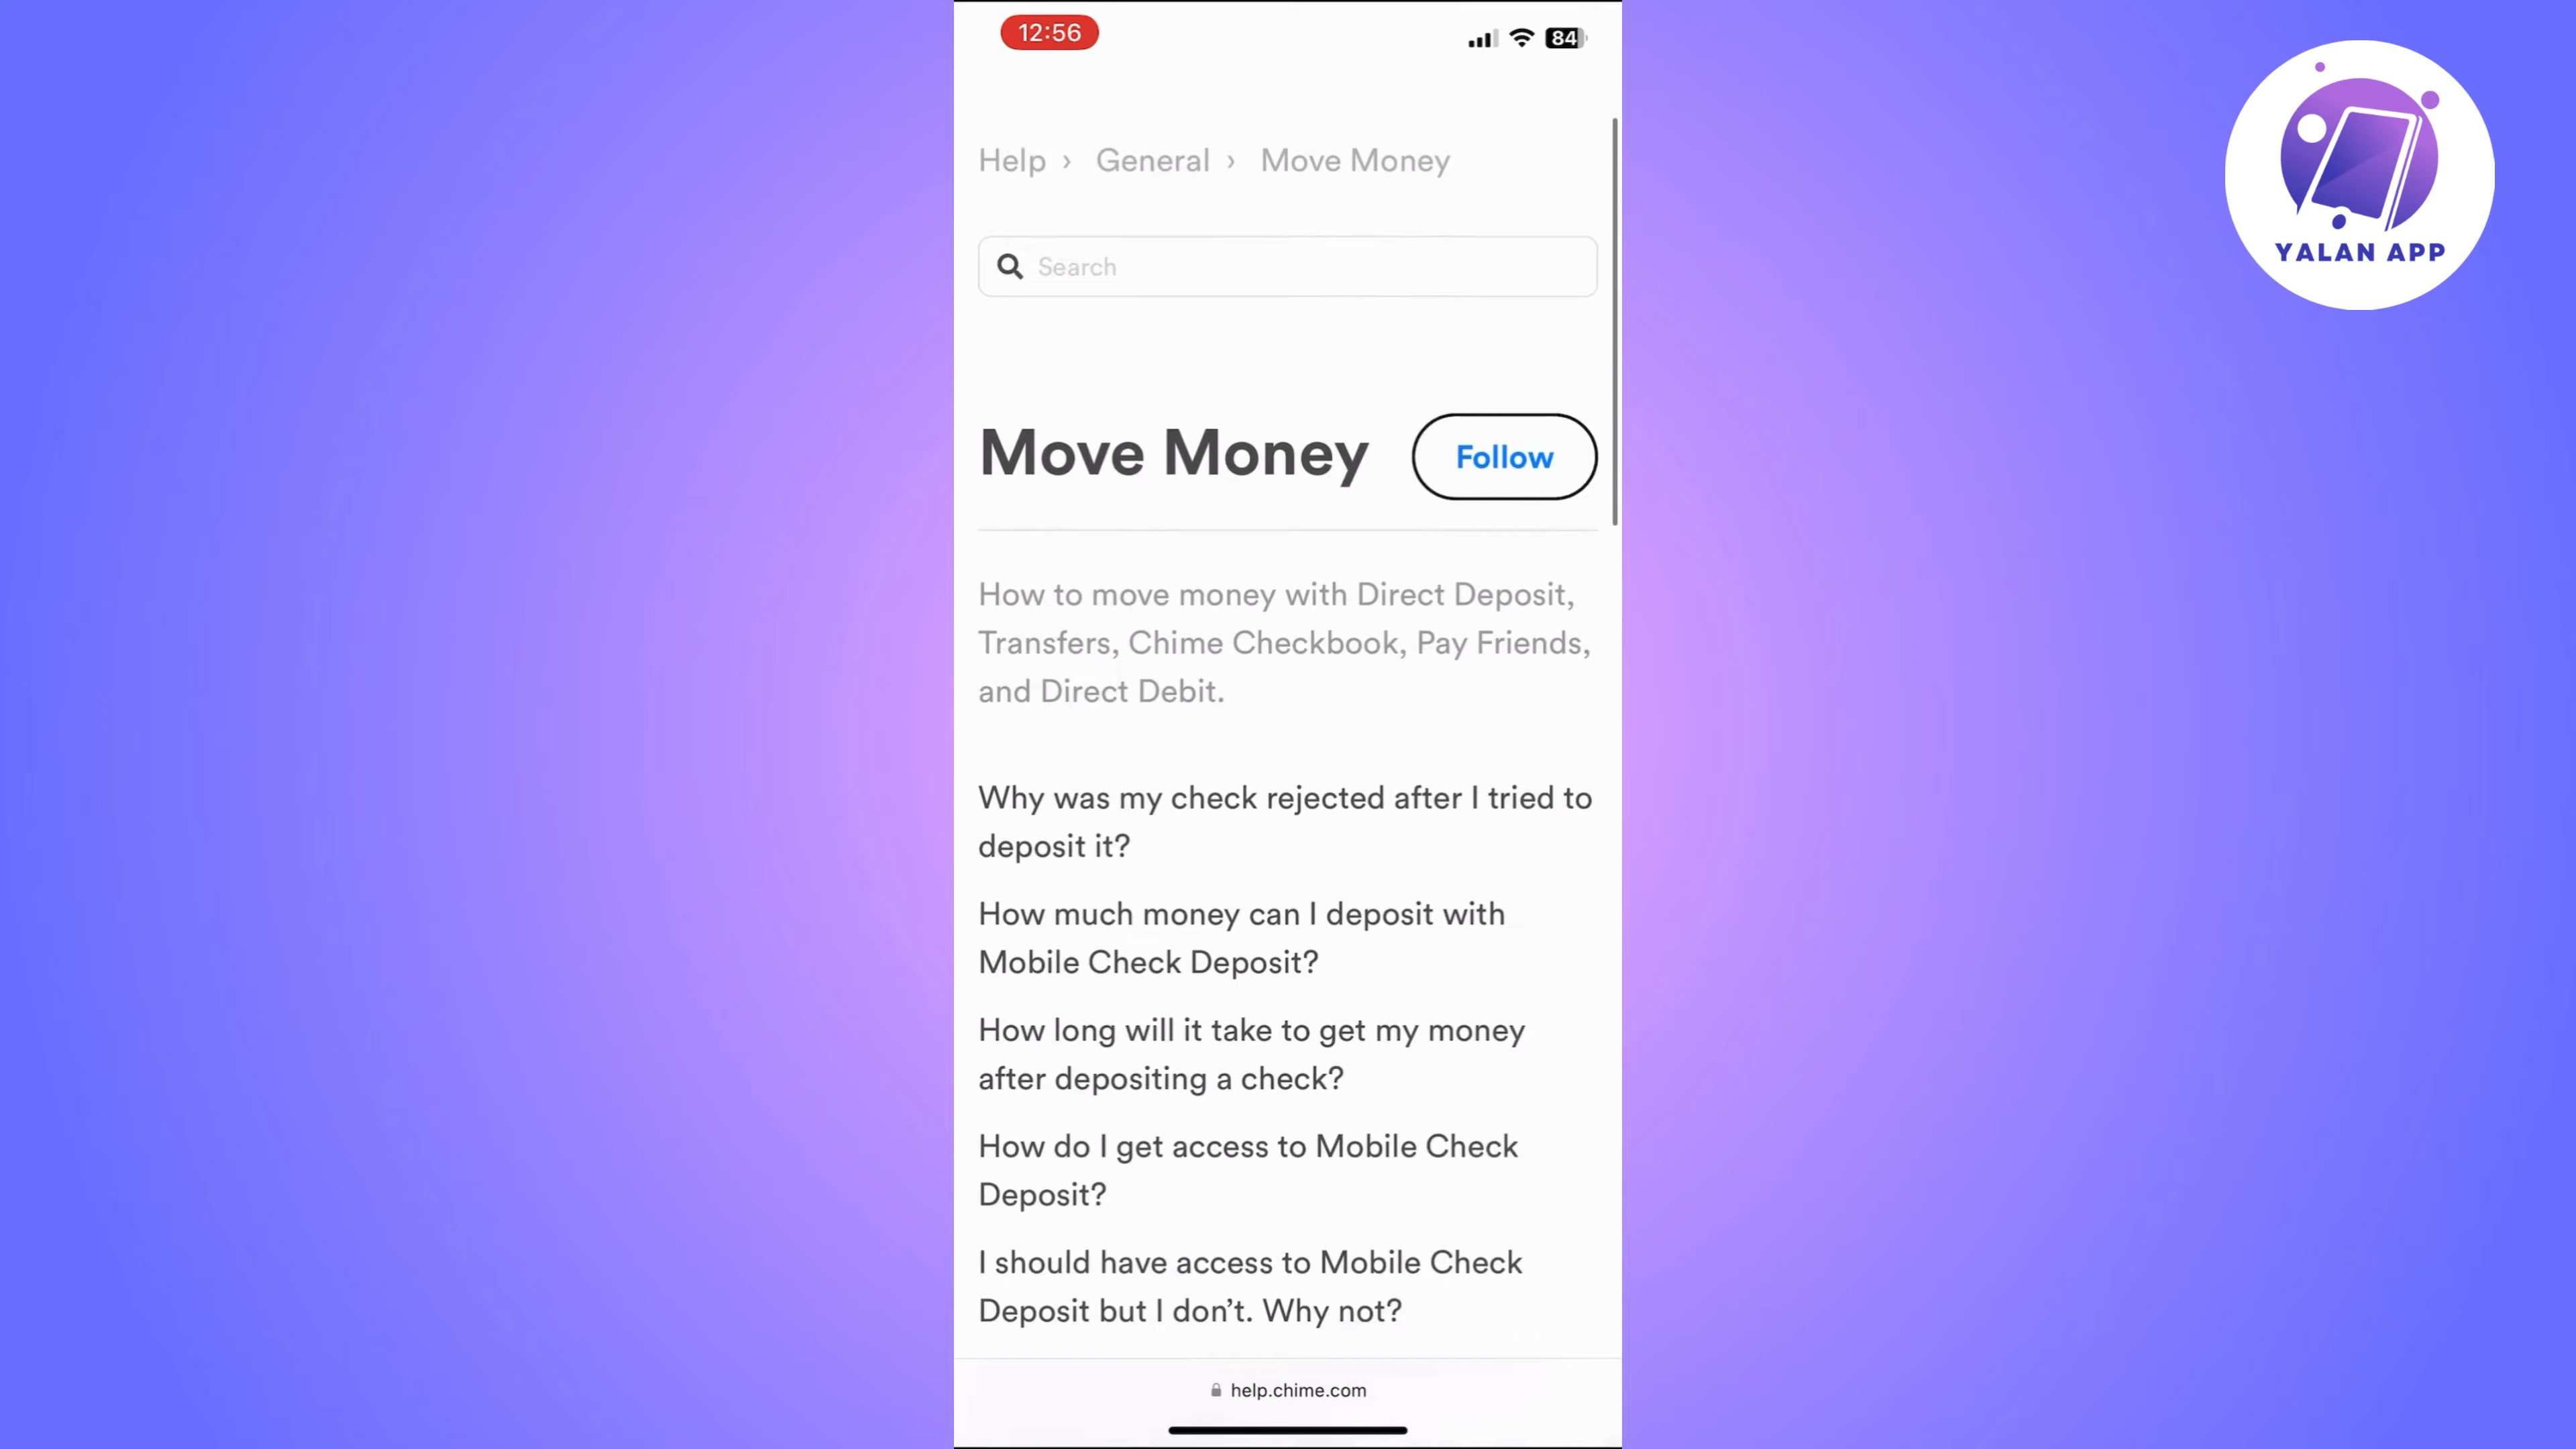 12:56
84
Help › General › Move Money
Search
YALAN APP
Move Money
Follow
How to move money with Direct Deposit,
Transfers, Chime Checkbook, Pay Friends,
and Direct Debit.
Why was my check rejected after I tried to
deposit it?
How much money can I deposit with
Mobile Check Deposit?
How long will it take to get my money
after depositing a check?
How do I get access to Mobile Check
Deposit?
I should have access to Mobile Check
Deposit but I don’t. Why not?
help.chime.com